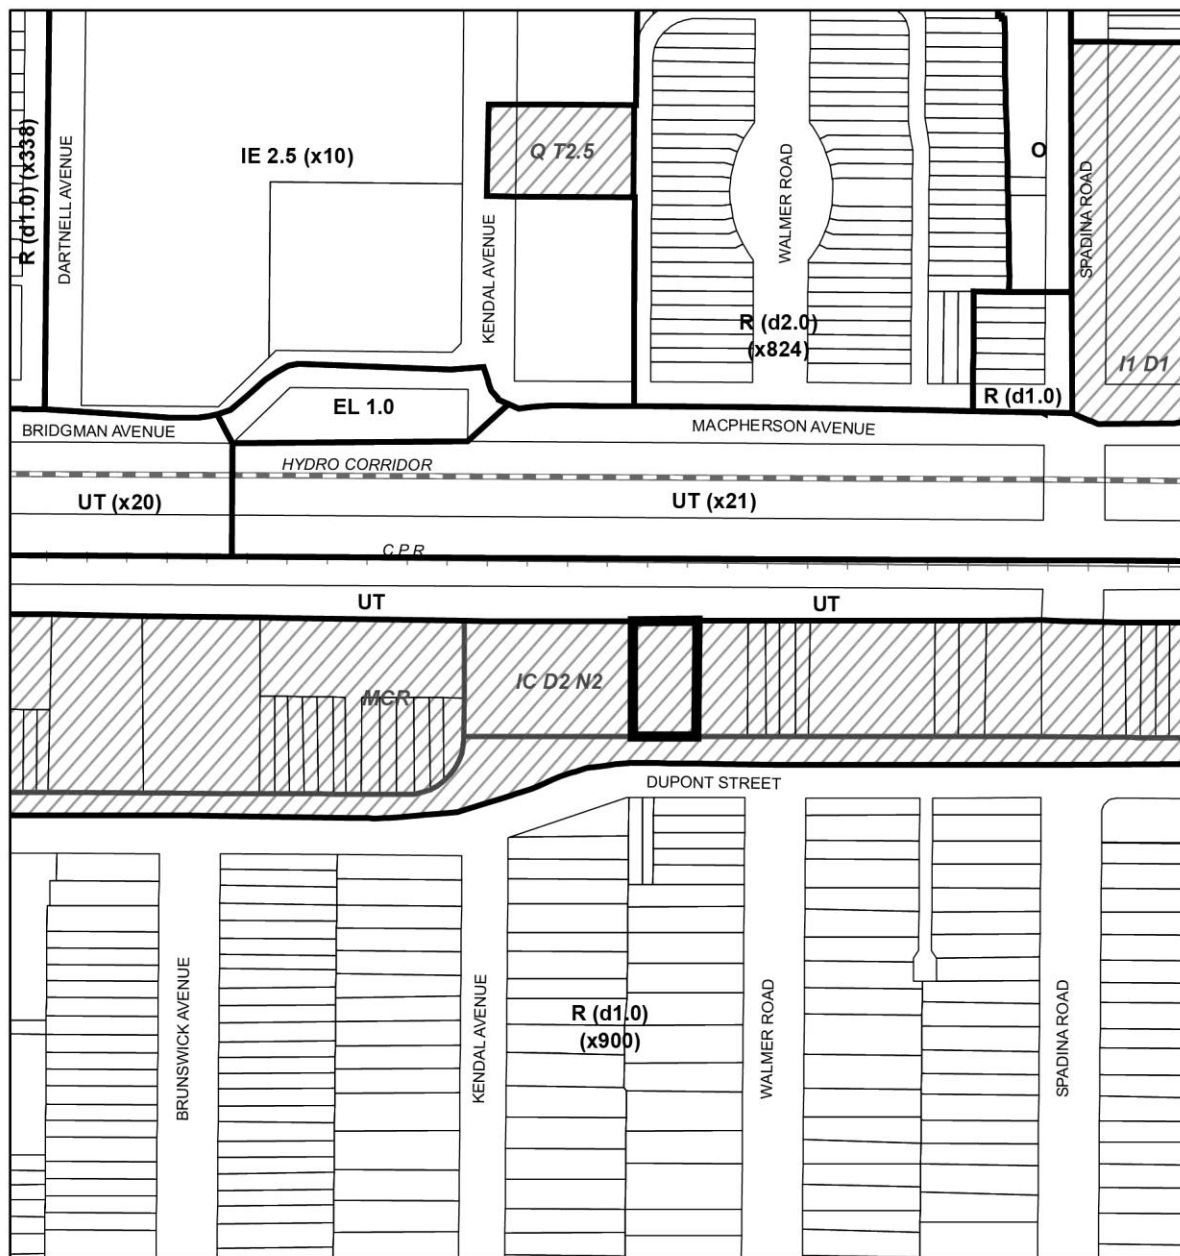 R (d1.0) (x338)
DARTNELL AVENUE
IE 2.5 (x10)
KENDAL AVENUE
Q T2.5
WALMER ROAD
O
SPADINA ROAD
R (d2.0)
(x824)
I1 D1
R (d1.0)
EL 1.0
BRIDGMAN AVENUE
MACPHERSON AVENUE
HYDRO CORRIDOR
UT (x20)
UT (x21)
C P R
UT
UT
MCR
IC D2 N2
DUPONT STREET
BRUNSWICK AVENUE
KENDAL AVENUE
R (d1.0)
(x900)
WALMER ROAD
SPADINA ROAD